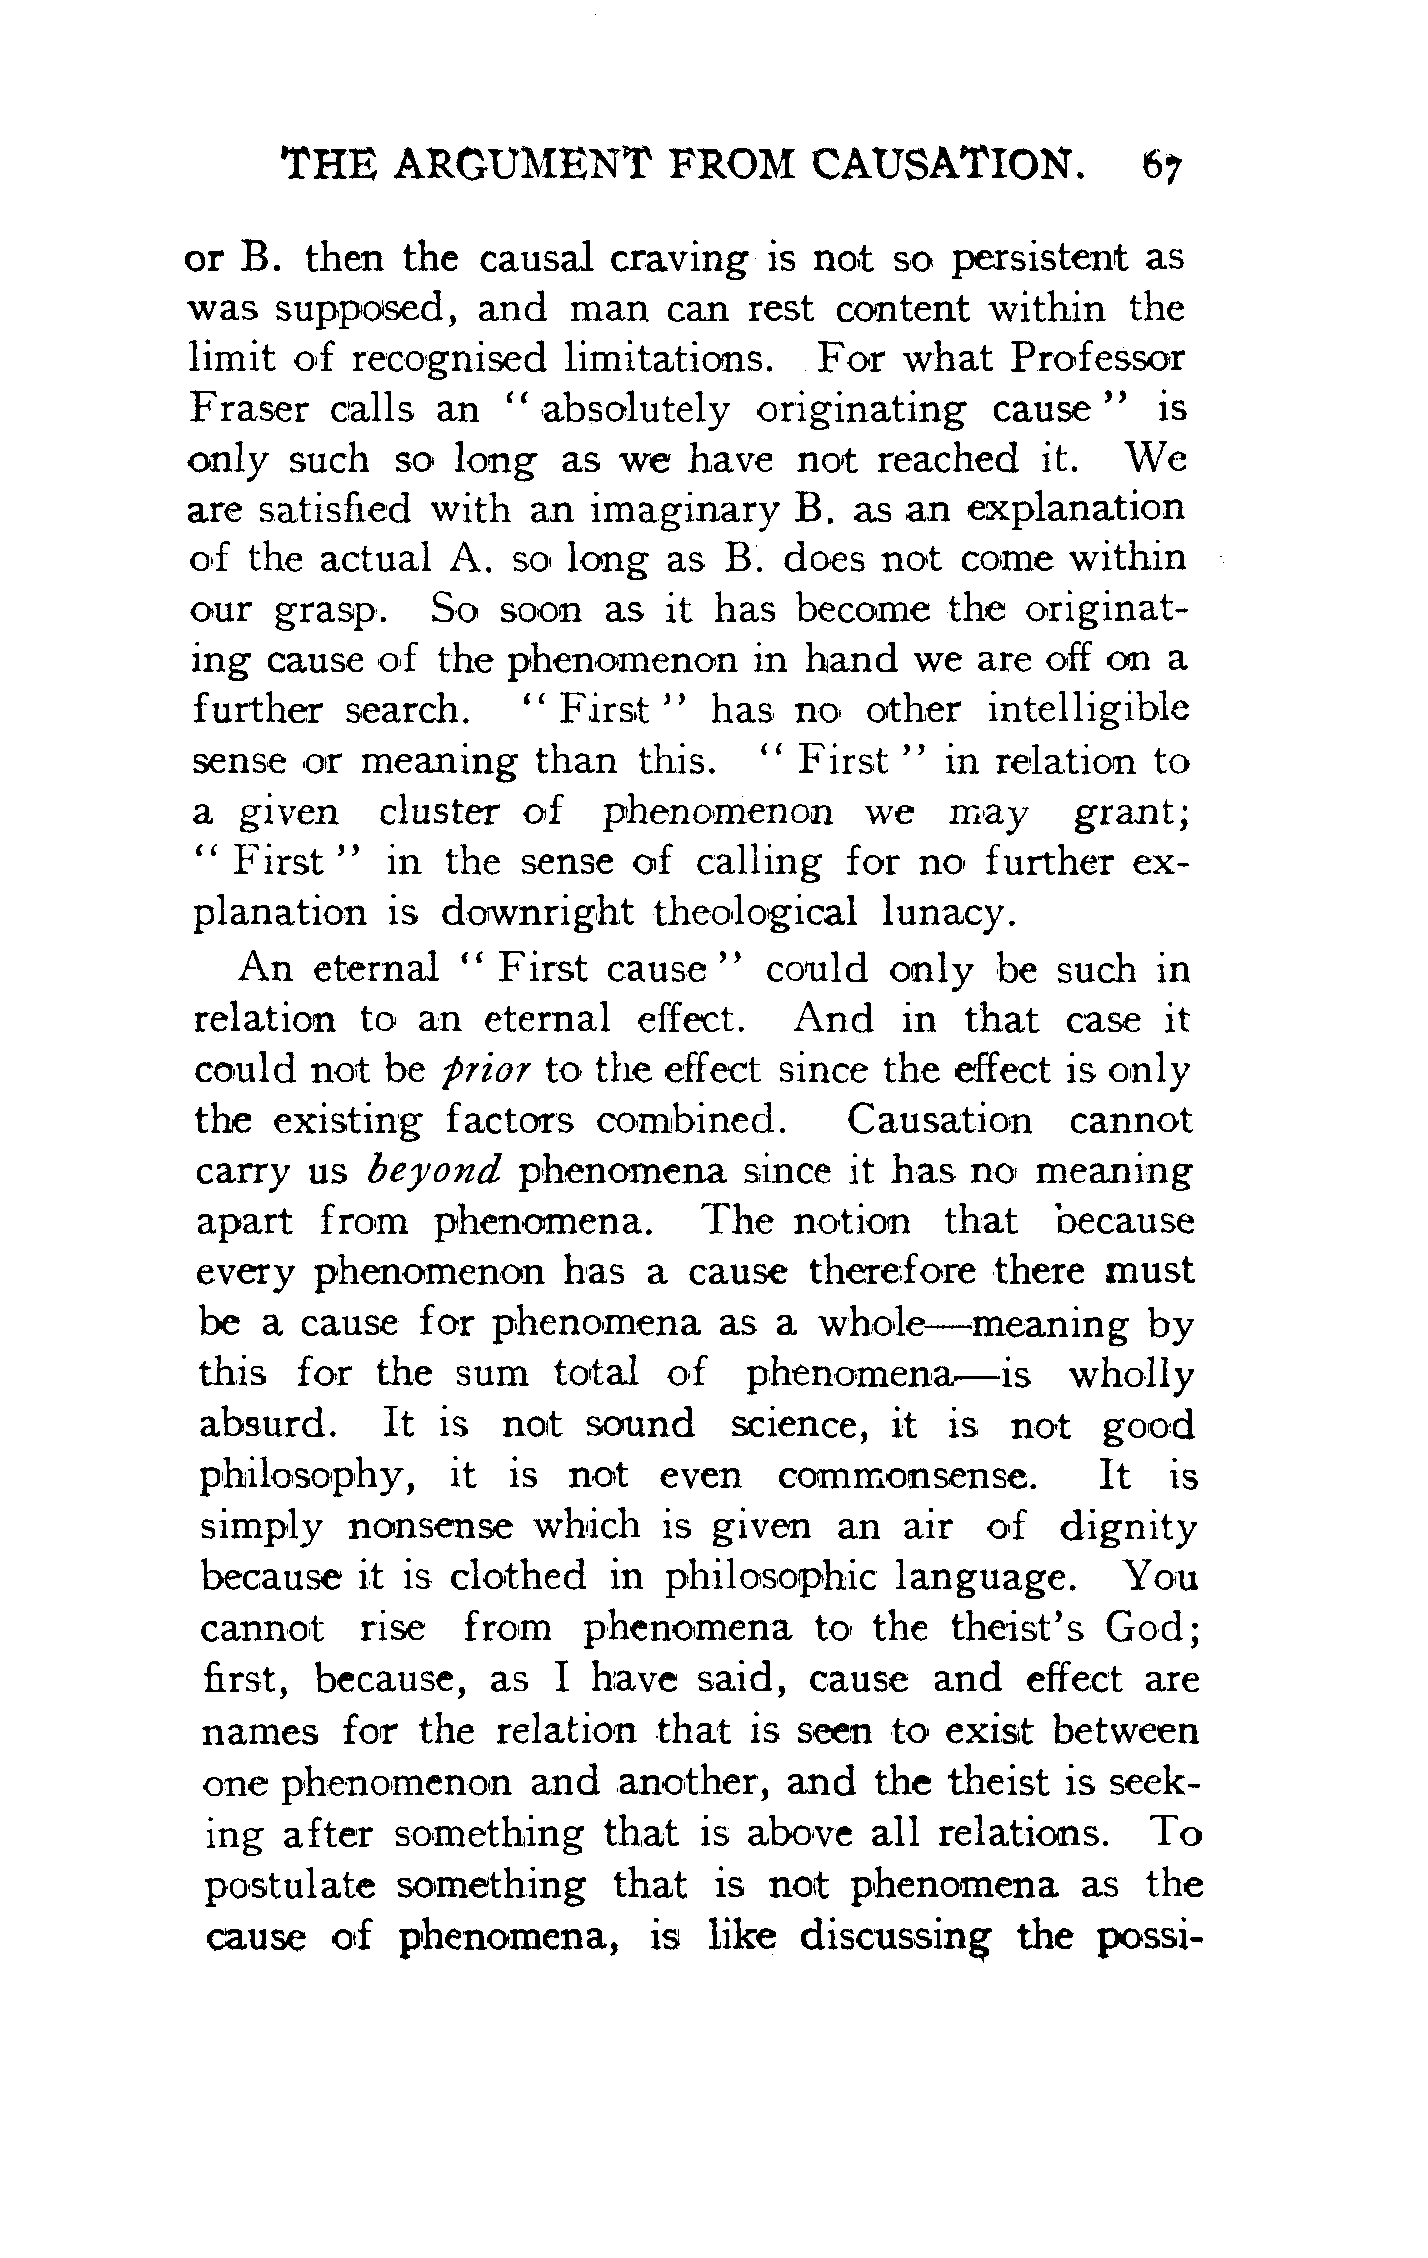 THE ARGUMENT FROM CAUSATION. 67
or B. then the causal craving is not so persistent as
was supposed, and man can rest content within the
limit of recognised limitations. For what Professor
Fraser calls an " absolutely originating cause " is
only such so long as we have not reached it. We
are satisfied with an imaginary B. as an explanation
of the actual A. so long as B. does not come within
our grasp. So soon as it has become the originat-
ing cause of the phenomenon in hand we are off on a
further search. " First " has no other intelligible
sense or meaning than this. " First " in relation to
a given cluster of phenomenon we may grant;
" First " in the sense of calling for no further ex-
planation is downright theological lunacy.
An eternal " First cause " could only be such in
relation to an eternal effect. And in that case it
could not be prior to the effect since the effect is only
the existing factors combined. Causation cannot
carry us beyond phenomena since it has no meaning
apart from phenomena. The notion that because
every phenomenon has a cause therefore there must
be a cause for phenomena as a whole—meaning by
this for the sum total of phenomena—is wholly
absurd. It is not sound science, it is not good
philosophy, it is not even commonsense. It is
simply nonsense which is given an air of dignity
because it is clothed in philosophic language. You
cannot rise from phenomena to the theist's God;
first, because, as I have said, cause and effect are
names for the relation that is seen to exist between
one phenomenon and another, and the theist is seek-
ing after something that is above all relations. To
postulate something that is not phenomena as the
cause of phenomena, is like discussing the possi-